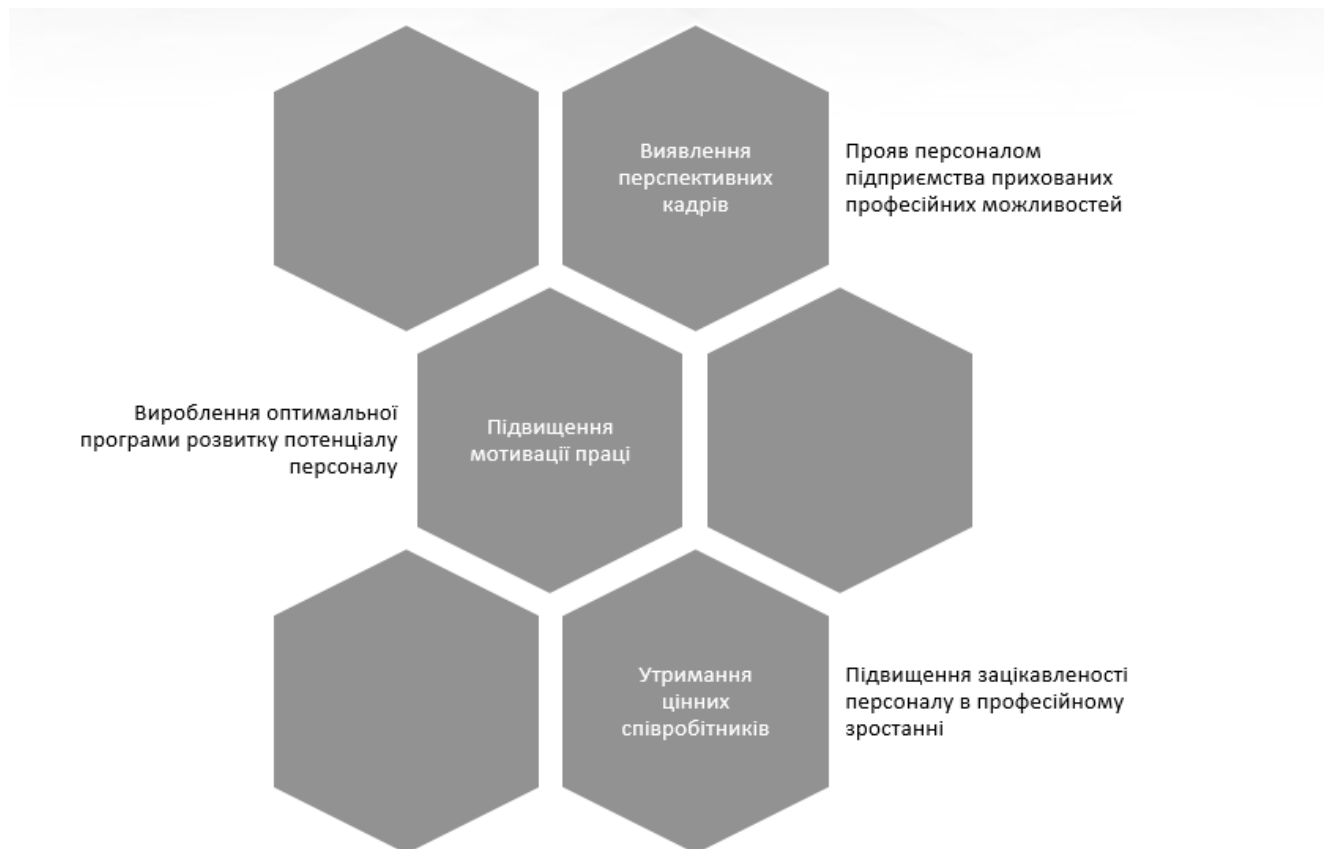 Виявлення
перспективних
кадрів
Прояв персоналом
підприємства прихованих
професійних можливостей
Вироблення оптимальної
програми розвитку потенціалу
персоналу
Підвищення
мотивації праці
Утримання
цінних
співробітників
Підвищення зацікавленості
персоналу в професійному
зростанні